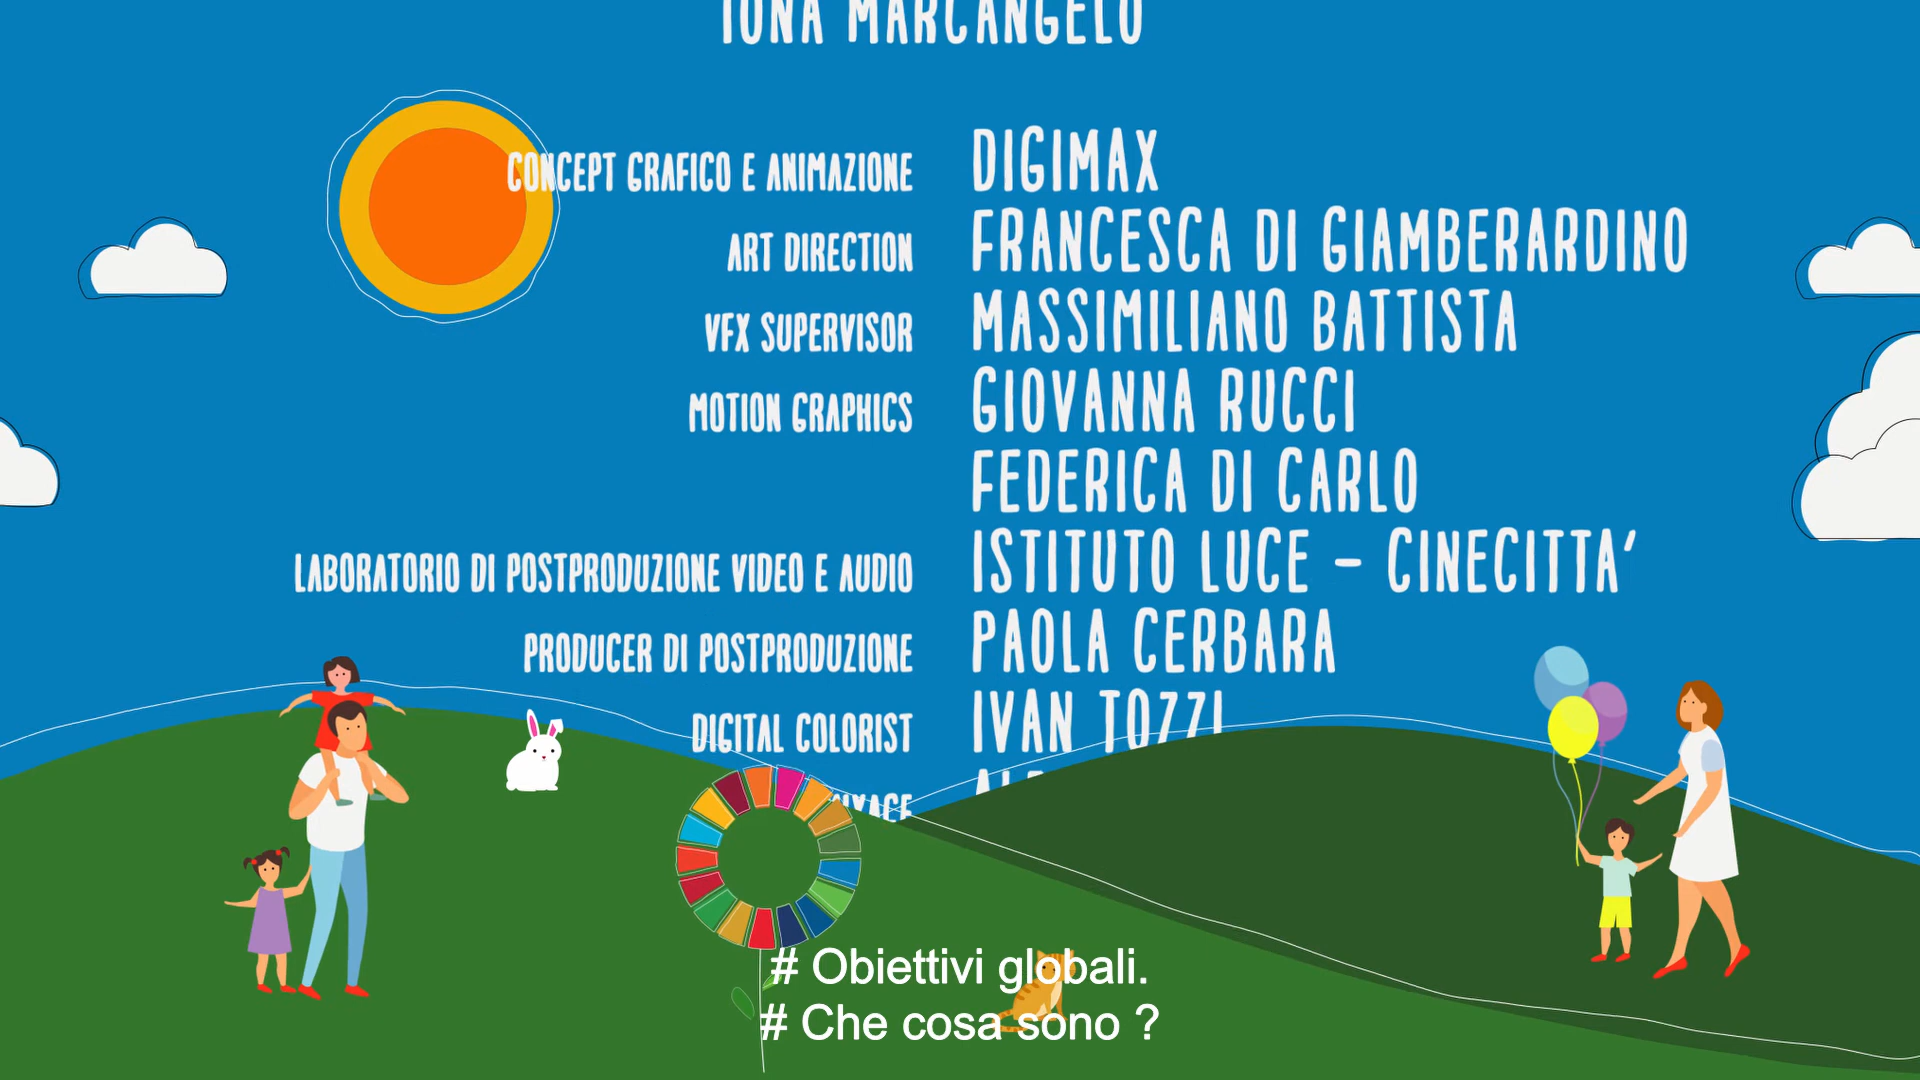 IONA MARCANGELO
CONCEPT GRAFICO E ANIMAZIONE DIGIMAX
ART DIRECTION FRANCESCA DI GIAMBERARDINO
VFX SUPERVISOR MASSIMILIANO BATTISTA
MOTION GRAPHICS GIOVANNA RUCCI
FEDERICA DI CARLO
LABORATORIO DI POSTPRODUZIONE VIDEO E AUDIO ISTITUTO LUCE – CINECITTA'
PRODUCER DI POSTPRODUZIONE PAOLA CERBARA
DIGITAL COLORIST IVAN TOZZI
# Obiettivi globali.
# Che cosa sono ?